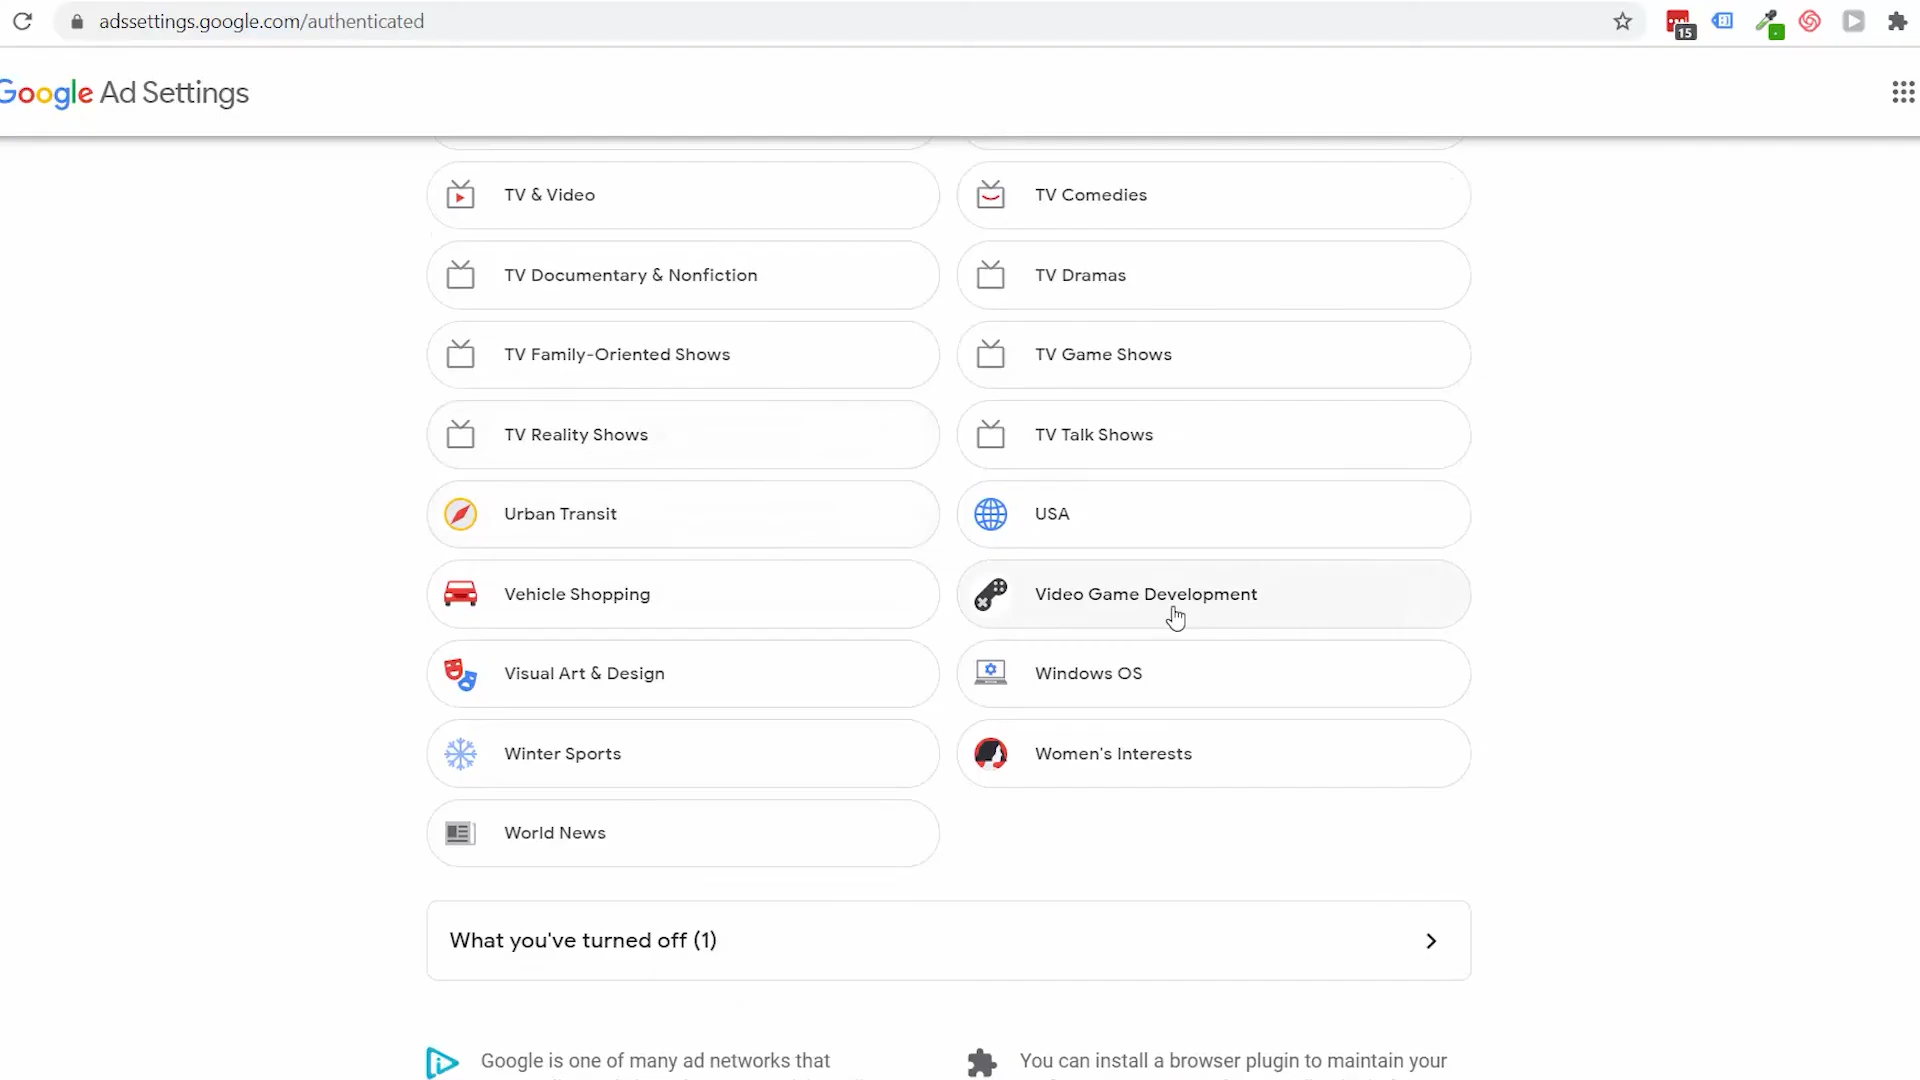 adssettings.google.com/authenticated
15
Google Ad Settings
TV & Video
TV Comedies
TV Documentary & Nonfiction
TV Dramas
TV Family-Oriented Shows
TV Game Shows
TV Reality Shows
TV Talk Shows
Urban Transit
USA
Vehicle Shopping
Video Game Development
Visual Art & Design
Windows OS
Winter Sports
Women's Interests
World News
What you've turned off (1)
Google is one of many ad networks that
You can install a browser plugin to maintain your